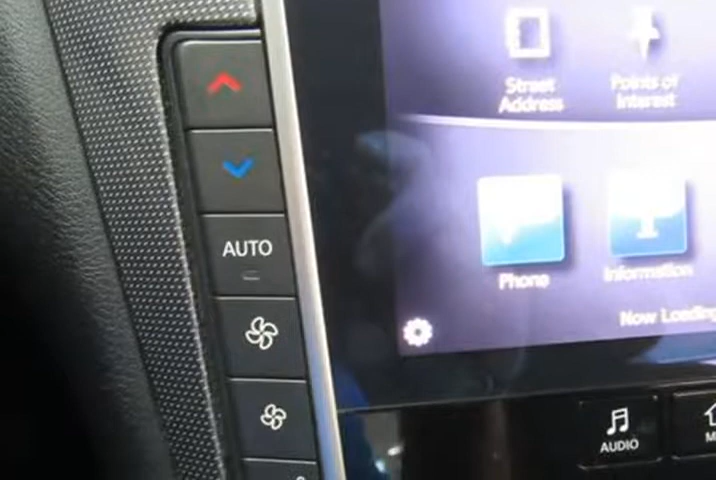 Street
Address
Points of
Interest
AUTO
Phone
Information
Now Loading
AUDIO
M